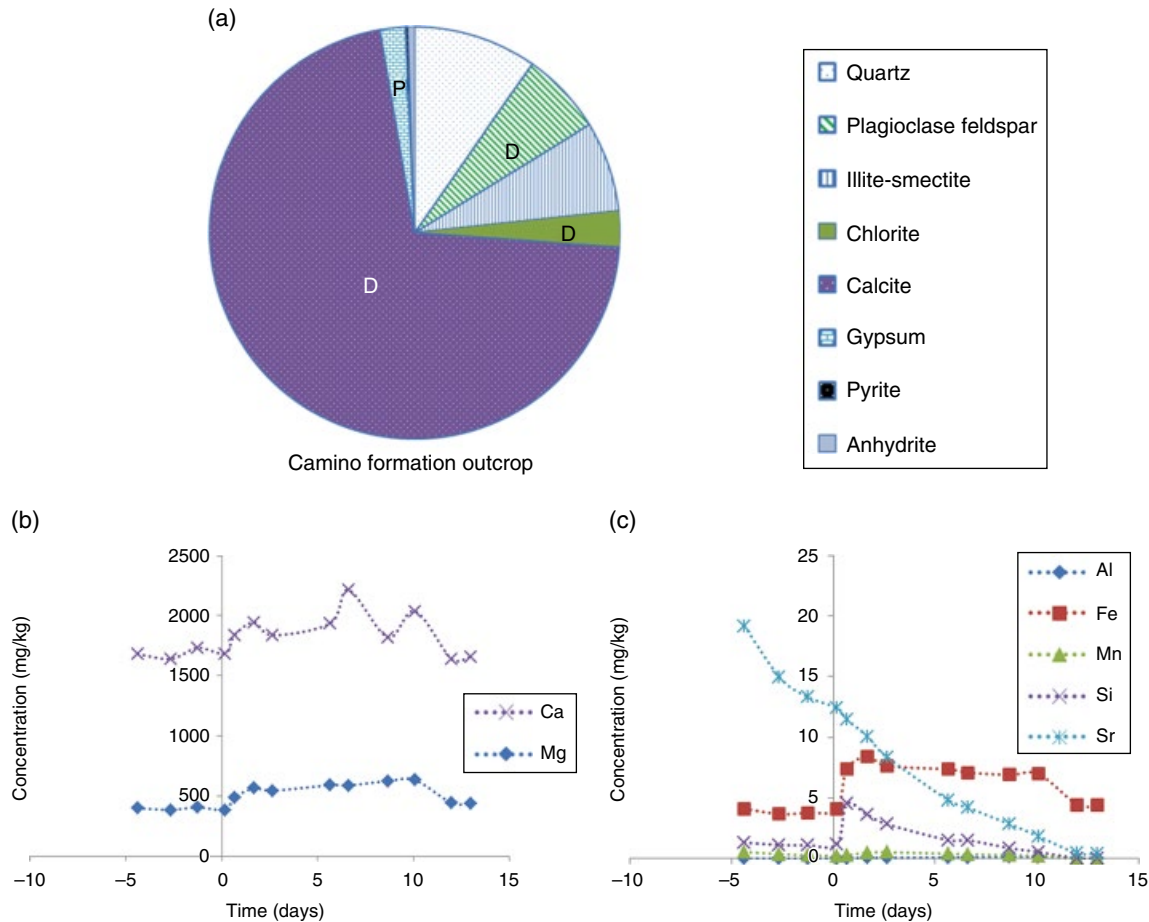 (a)
P
D
D
D
Camino formation outcrop
Quartz
Plagioclase feldspar
Illite-smectite
Chlorite
Calcite
Gypsum
Pyrite
Anhydrite
(b)
2500
2000
1500
1000
500
0
Concentration (mg/kg)
–10
–5
0
5
10
15
Time (days)
Ca
Mg
(c)
25
20
15
10
5
0
Concentration (mg/kg)
–10
–5
0
5
10
15
Time (days)
Al
Fe
Mn
Si
Sr